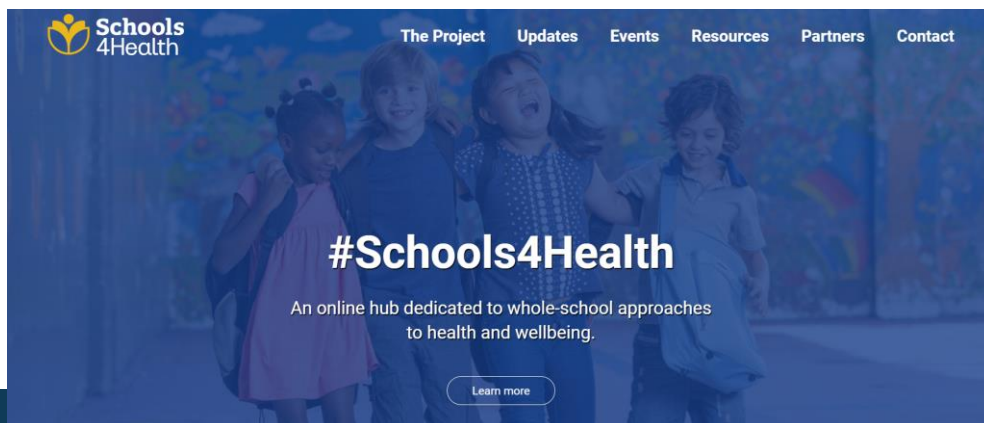 Schools
4Health
The Project Updates Events Resources Partners Contact
#Schools4Health
An online hub dedicated to whole-school approaches
to health and wellbeing.
Learn more